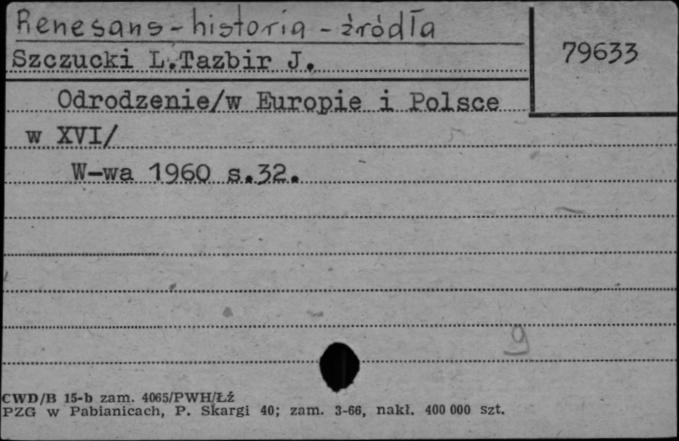 Renesans - historia - źródła
79633
Szczucki L.Tazbir J.
Odrodzenie/w Europie i Polsce
w XVI/
W-wa 1960 s.32.
g
CWD/B 15-b zam. 4065/PWH/Łź
PZG w Pabianicach, P. Skargi 40; zam. 3-66, nakł. 400 000 szt.